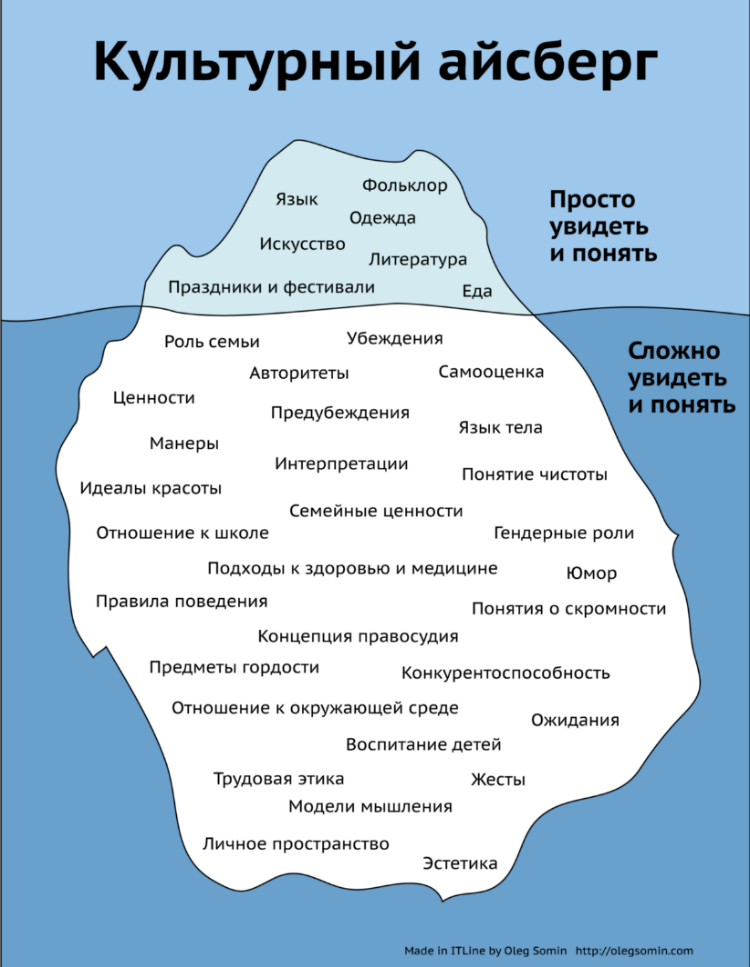 Культурный айсберг
Фольклор
Язык
Одежда
Искусство
Литература
Праздники и фестивали
Еда
Просто
увидеть
и понять
Сложно
увидеть
и понять
Роль семьи
Убеждения
Авторитеты
Самооценка
Ценности
Предубеждения
Язык тела
Манеры
Интерпретации
Понятие чистоты
Идеалы красоты
Семейные ценности
Отношение к школе
Гендерные роли
Подходы к здоровью и медицине
Юмор
Правила поведения
Понятия о скромности
Концепция правосудия
Предметы гордости
Конкурентоспособность
Отношение к окружающей среде
Ожидания
Воспитание детей
Трудовая этика
Жесты
Модели мышления
Личное пространство
Эстетика
Made in ITLine by Oleg Somin http://olegsomin.com